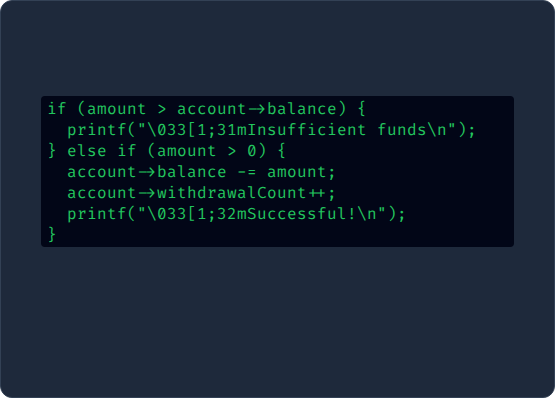 if (amount > account->balance) {
  printf("\033[1;31mInsufficient funds\n");
} else if (amount > 0) {
  account->balance -= amount;
  account->withdrawalCount++;
  printf("\033[1;32mSuccessful!\n");
}